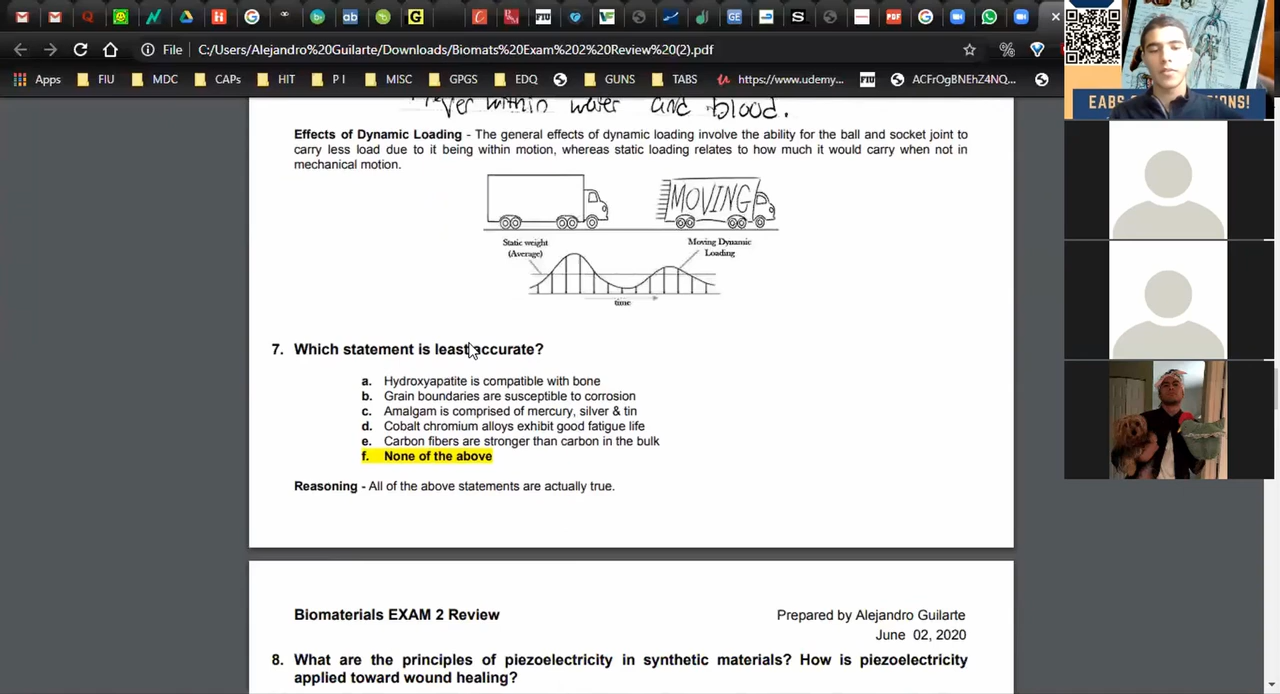 File
C:/Users/Alejandro%20Guilarte/Downloads/Biomats%20Exam%202%20Review%20(2).pdf
Apps FIU MDC CAPs HIT P I MISC GPGS EDQ GUNS TABS https://www.udemy... ACFrOgBNEhZ4NQ...
within water and blood.
Effects of Dynamic Loading - The general effects of dynamic loading involve the ability for the ball and socket joint to
carry less load due to it being within motion, whereas static loading relates to how much it would carry when not in
mechanical motion.
MOVING
Static weight
(Average)
Moving Dynamic
Loading
time
7. Which statement is least accurate?
a. Hydroxyapatite is compatible with bone
b. Grain boundaries are susceptible to corrosion
c. Amalgam is comprised of mercury, silver & tin
d. Cobalt chromium alloys exhibit good fatigue life
e. Carbon fibers are stronger than carbon in the bulk
f. None of the above
Reasoning - All of the above statements are actually true.
Biomaterials EXAM 2 Review
Prepared by Alejandro Guilarte
June 02, 2020
8. What are the principles of piezoelectricity in synthetic materials? How is piezoelectricity
applied toward wound healing?
EABS